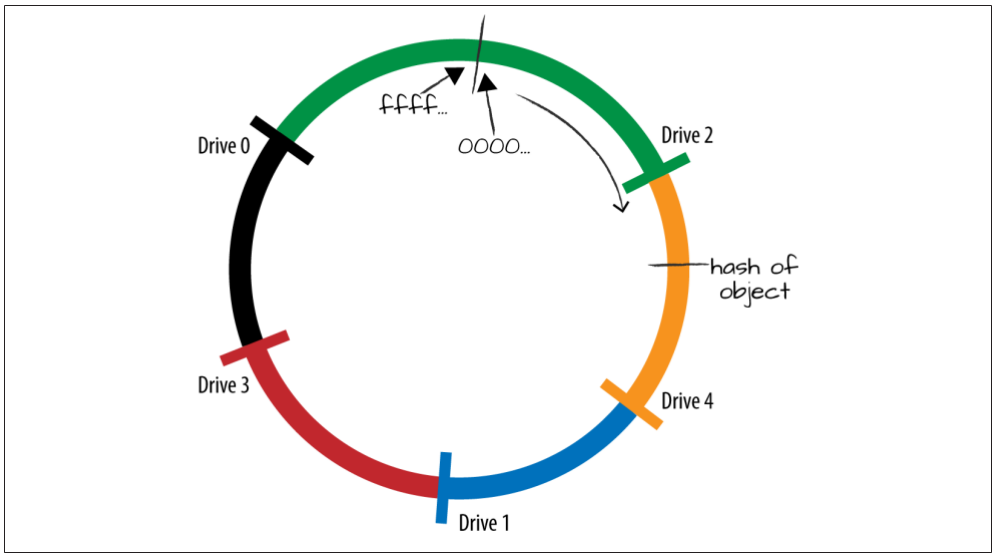 ffff...
0000...
Drive 0
Drive 2
hash of
object
Drive 3
Drive 4
Drive 1